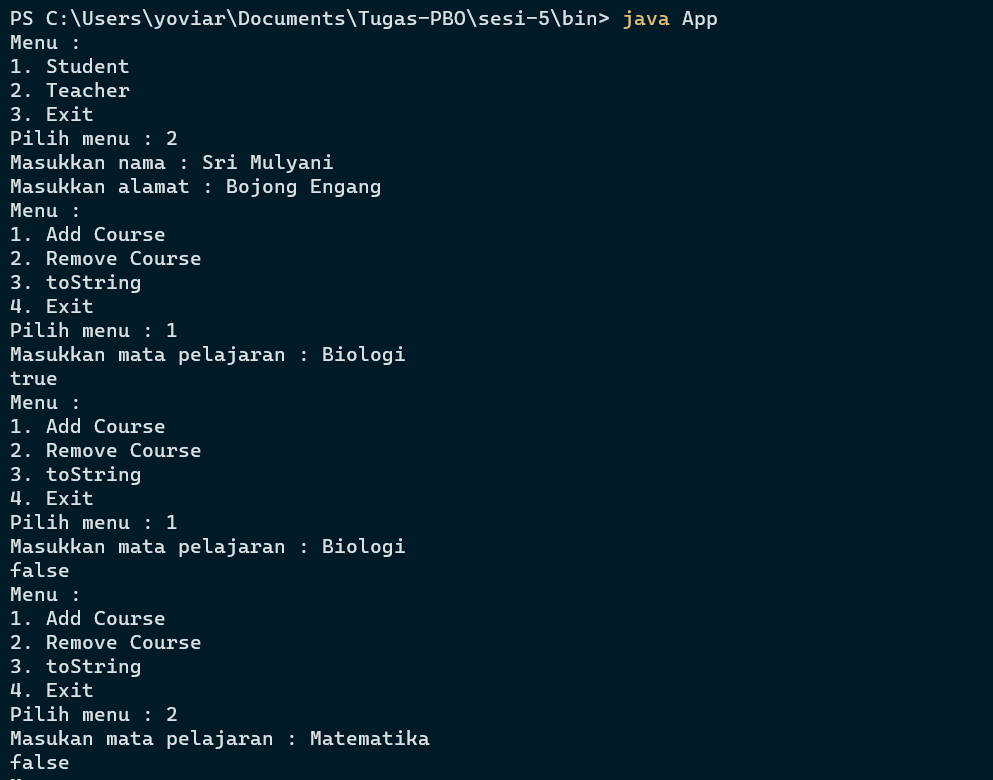 PS C:\Users\yoviar\Documents\Tugas-PBO\sesi-5\bin> java App
Menu :
1. Student
2. Teacher
3. Exit
Pilih menu : 2
Masukkan nama : Sri Mulyani
Masukkan alamat : Bojong Engang
Menu :
1. Add Course
2. Remove Course
3. toString
4. Exit
Pilih menu : 1
Masukkan mata pelajaran : Biologi
true
Menu :
1. Add Course
2. Remove Course
3. toString
4. Exit
Pilih menu : 1
Masukkan mata pelajaran : Biologi
false
Menu :
1. Add Course
2. Remove Course
3. toString
4. Exit
Pilih menu : 2
Masukan mata pelajaran : Matematika
false